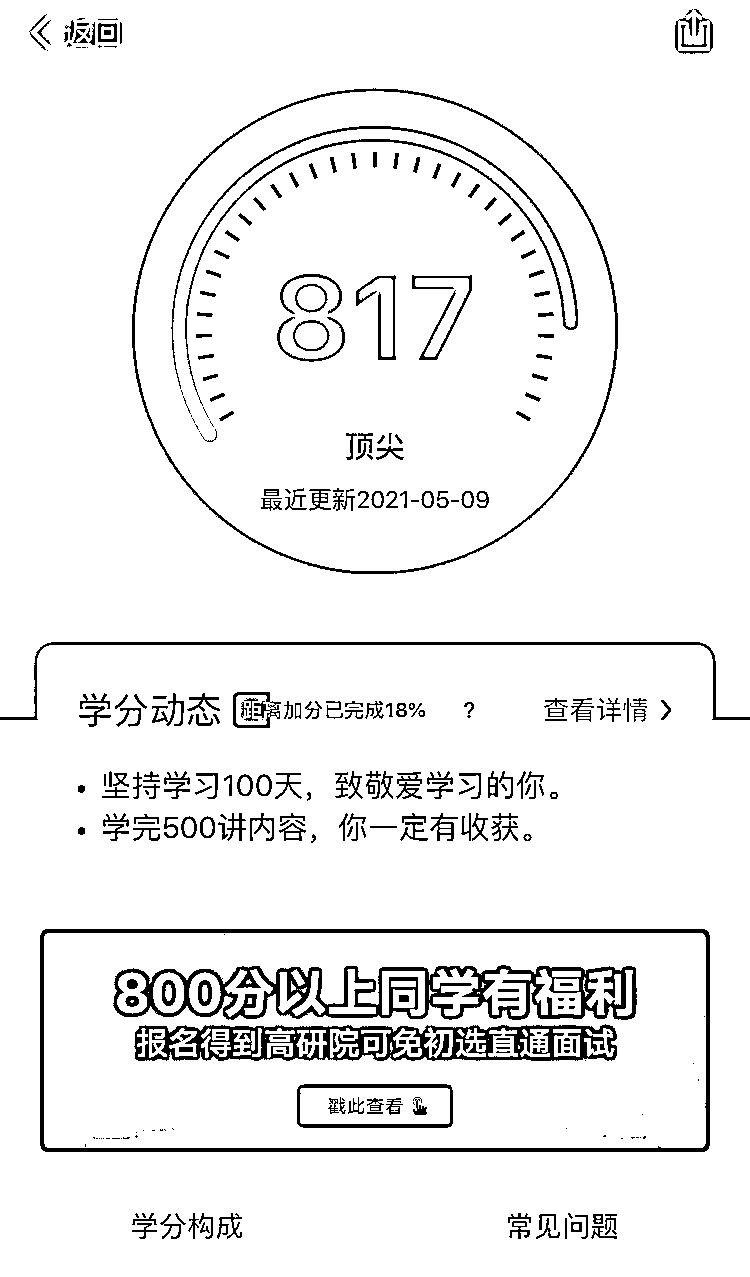 返回
817
顶尖
最近更新2021-05-09
学分动态 距离加分已完成18% ? 查看详情 >
• 坚持学习100天，致敬爱学习的你。
• 学完500讲内容，你一定有收获。
800分以上同学有福利
报名得到高研院可免初选直通面试
戳此查看
学分构成 常见问题